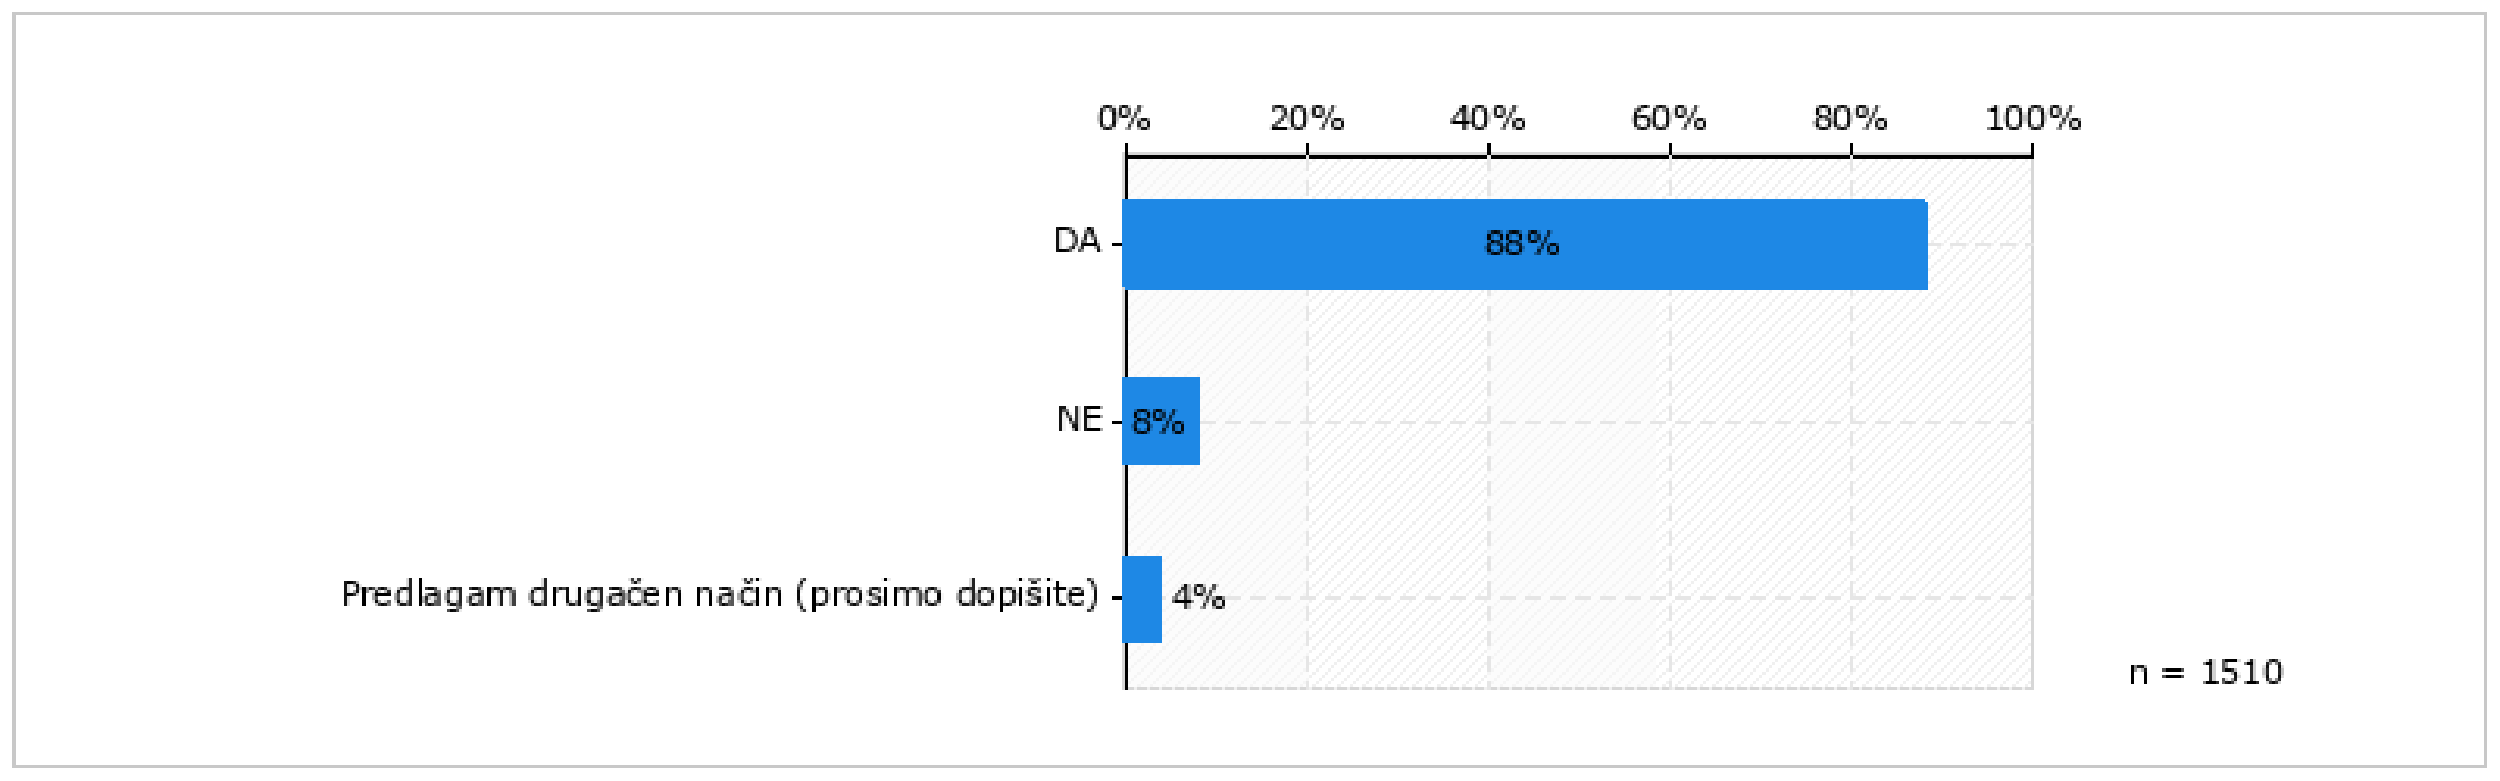 0% 20% 40% 60% 80% 100%
DA 88%
NE 8%
Predlagam drugačen način (prosimo dopišite) 4%
n = 1510